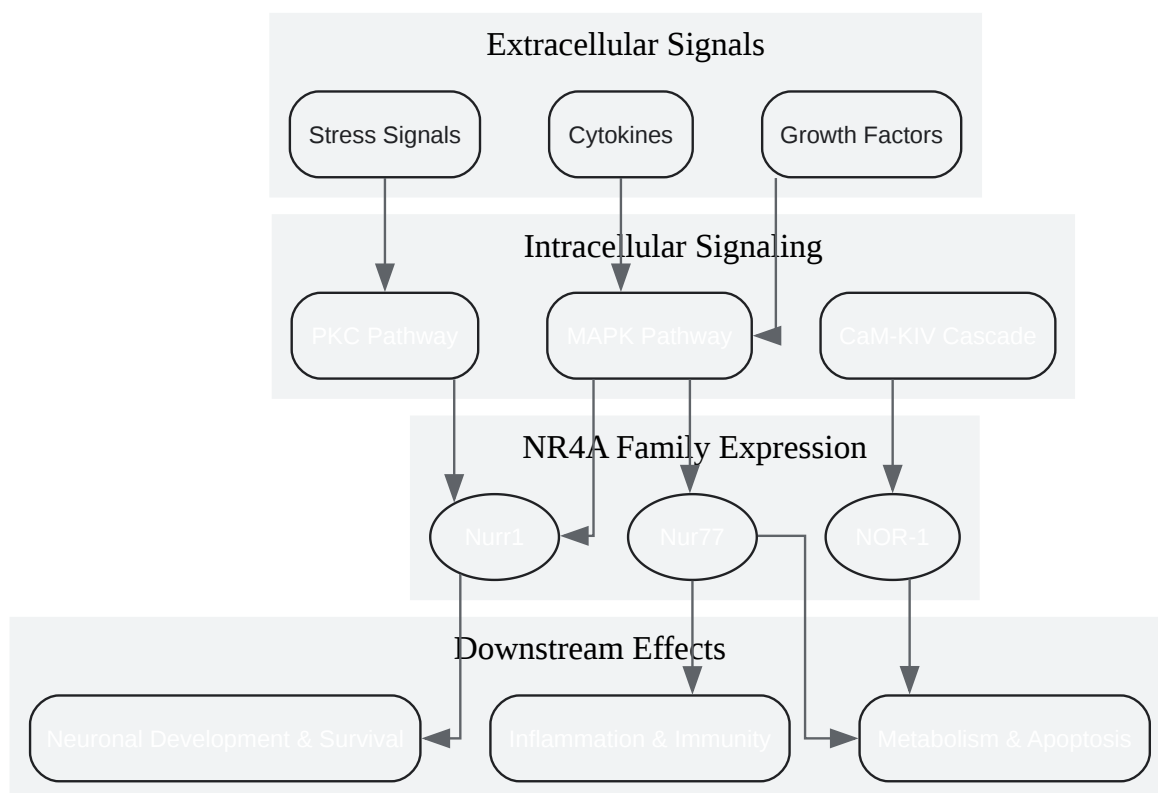 Extracellular Signals
Stress Signals
Cytokines
Growth Factors
Intracellular Signaling
PKC Pathway
MAPK Pathway
CaM-KIV Cascade
NR4A Family Expression
Nurr1
Nur77
NOR-1
Downstream Effects
Neuronal Development & Survival
Inflammation & Immunity
Metabolism & Apoptosis